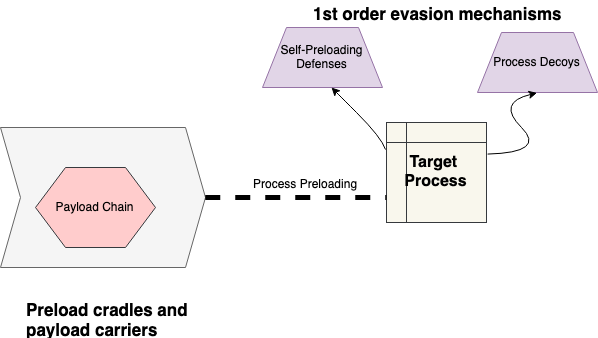 1st order evasion mechanisms
Self-Preloading
Defenses
Process Decoys
Target
Process
Process Preloading
Payload Chain
Preload cradles and
payload carriers